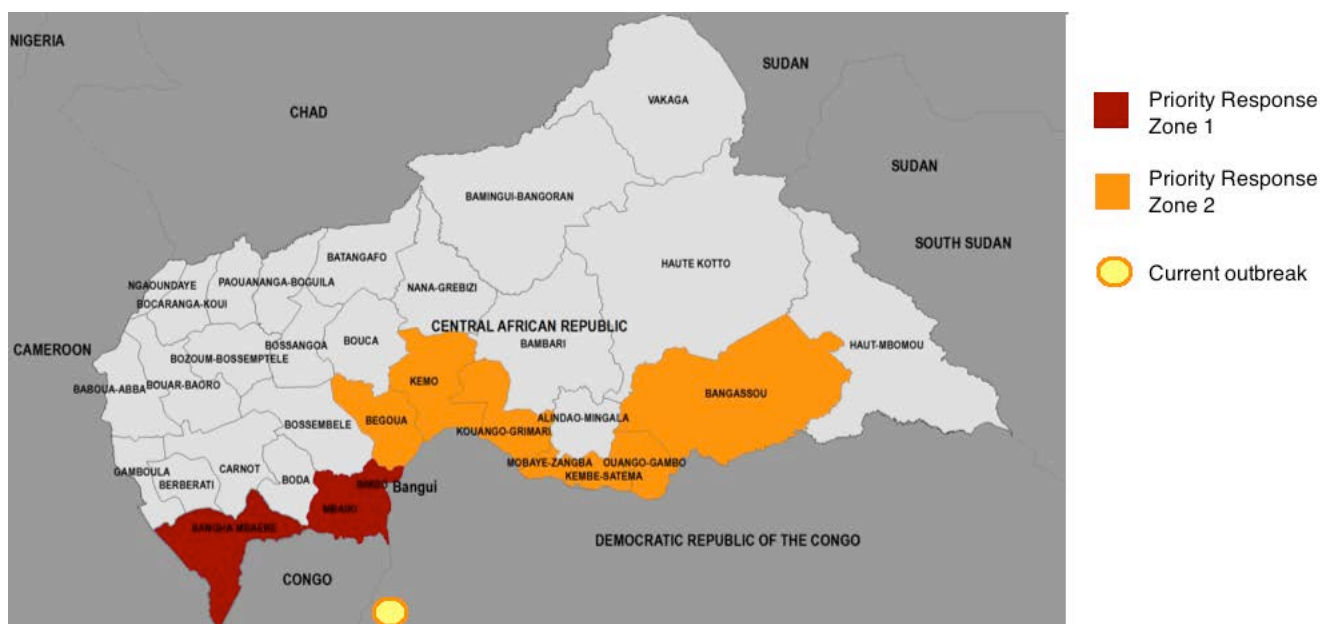 NIGERIA
SUDAN
CHAD
VAKAGA
Priority Response
Zone 1
SUDAN
Priority Response
Zone 2
BAMINGUI-BANGORAN
SOUTH SUDAN
BATANGAFO
HAUTE KOTTO
Current outbreak
NGAOUNDAYE
PAOUANANGA-BOGUILA
NANA-GREBIZI
BOCARANGA-KOUI
CENTRAL AFRICAN REPUBLIC
CAMEROON
BOSSANGOA
BOUCA
BAMBARI
HAUT-MBOMOU
BOZOUM-BOSSEMPTELE
KEMO
BABOUA-ABBA
BOUAR-BAORO
BANGASSOU
BEGOUA
ALINDAO-MINGALA
BOSSEMBELE
KOUANGO-GRIMARI
MOBAYE-ZANGBA
OUANGO-GAMBO
GAMBOULA
CARNOT
KEMBE-SATEMA
BERBERATI
BODA
Bangui
MBAIKI
SANGHA MBAERE
DEMOCRATIC REPUBLIC OF THE CONGO
CONGO